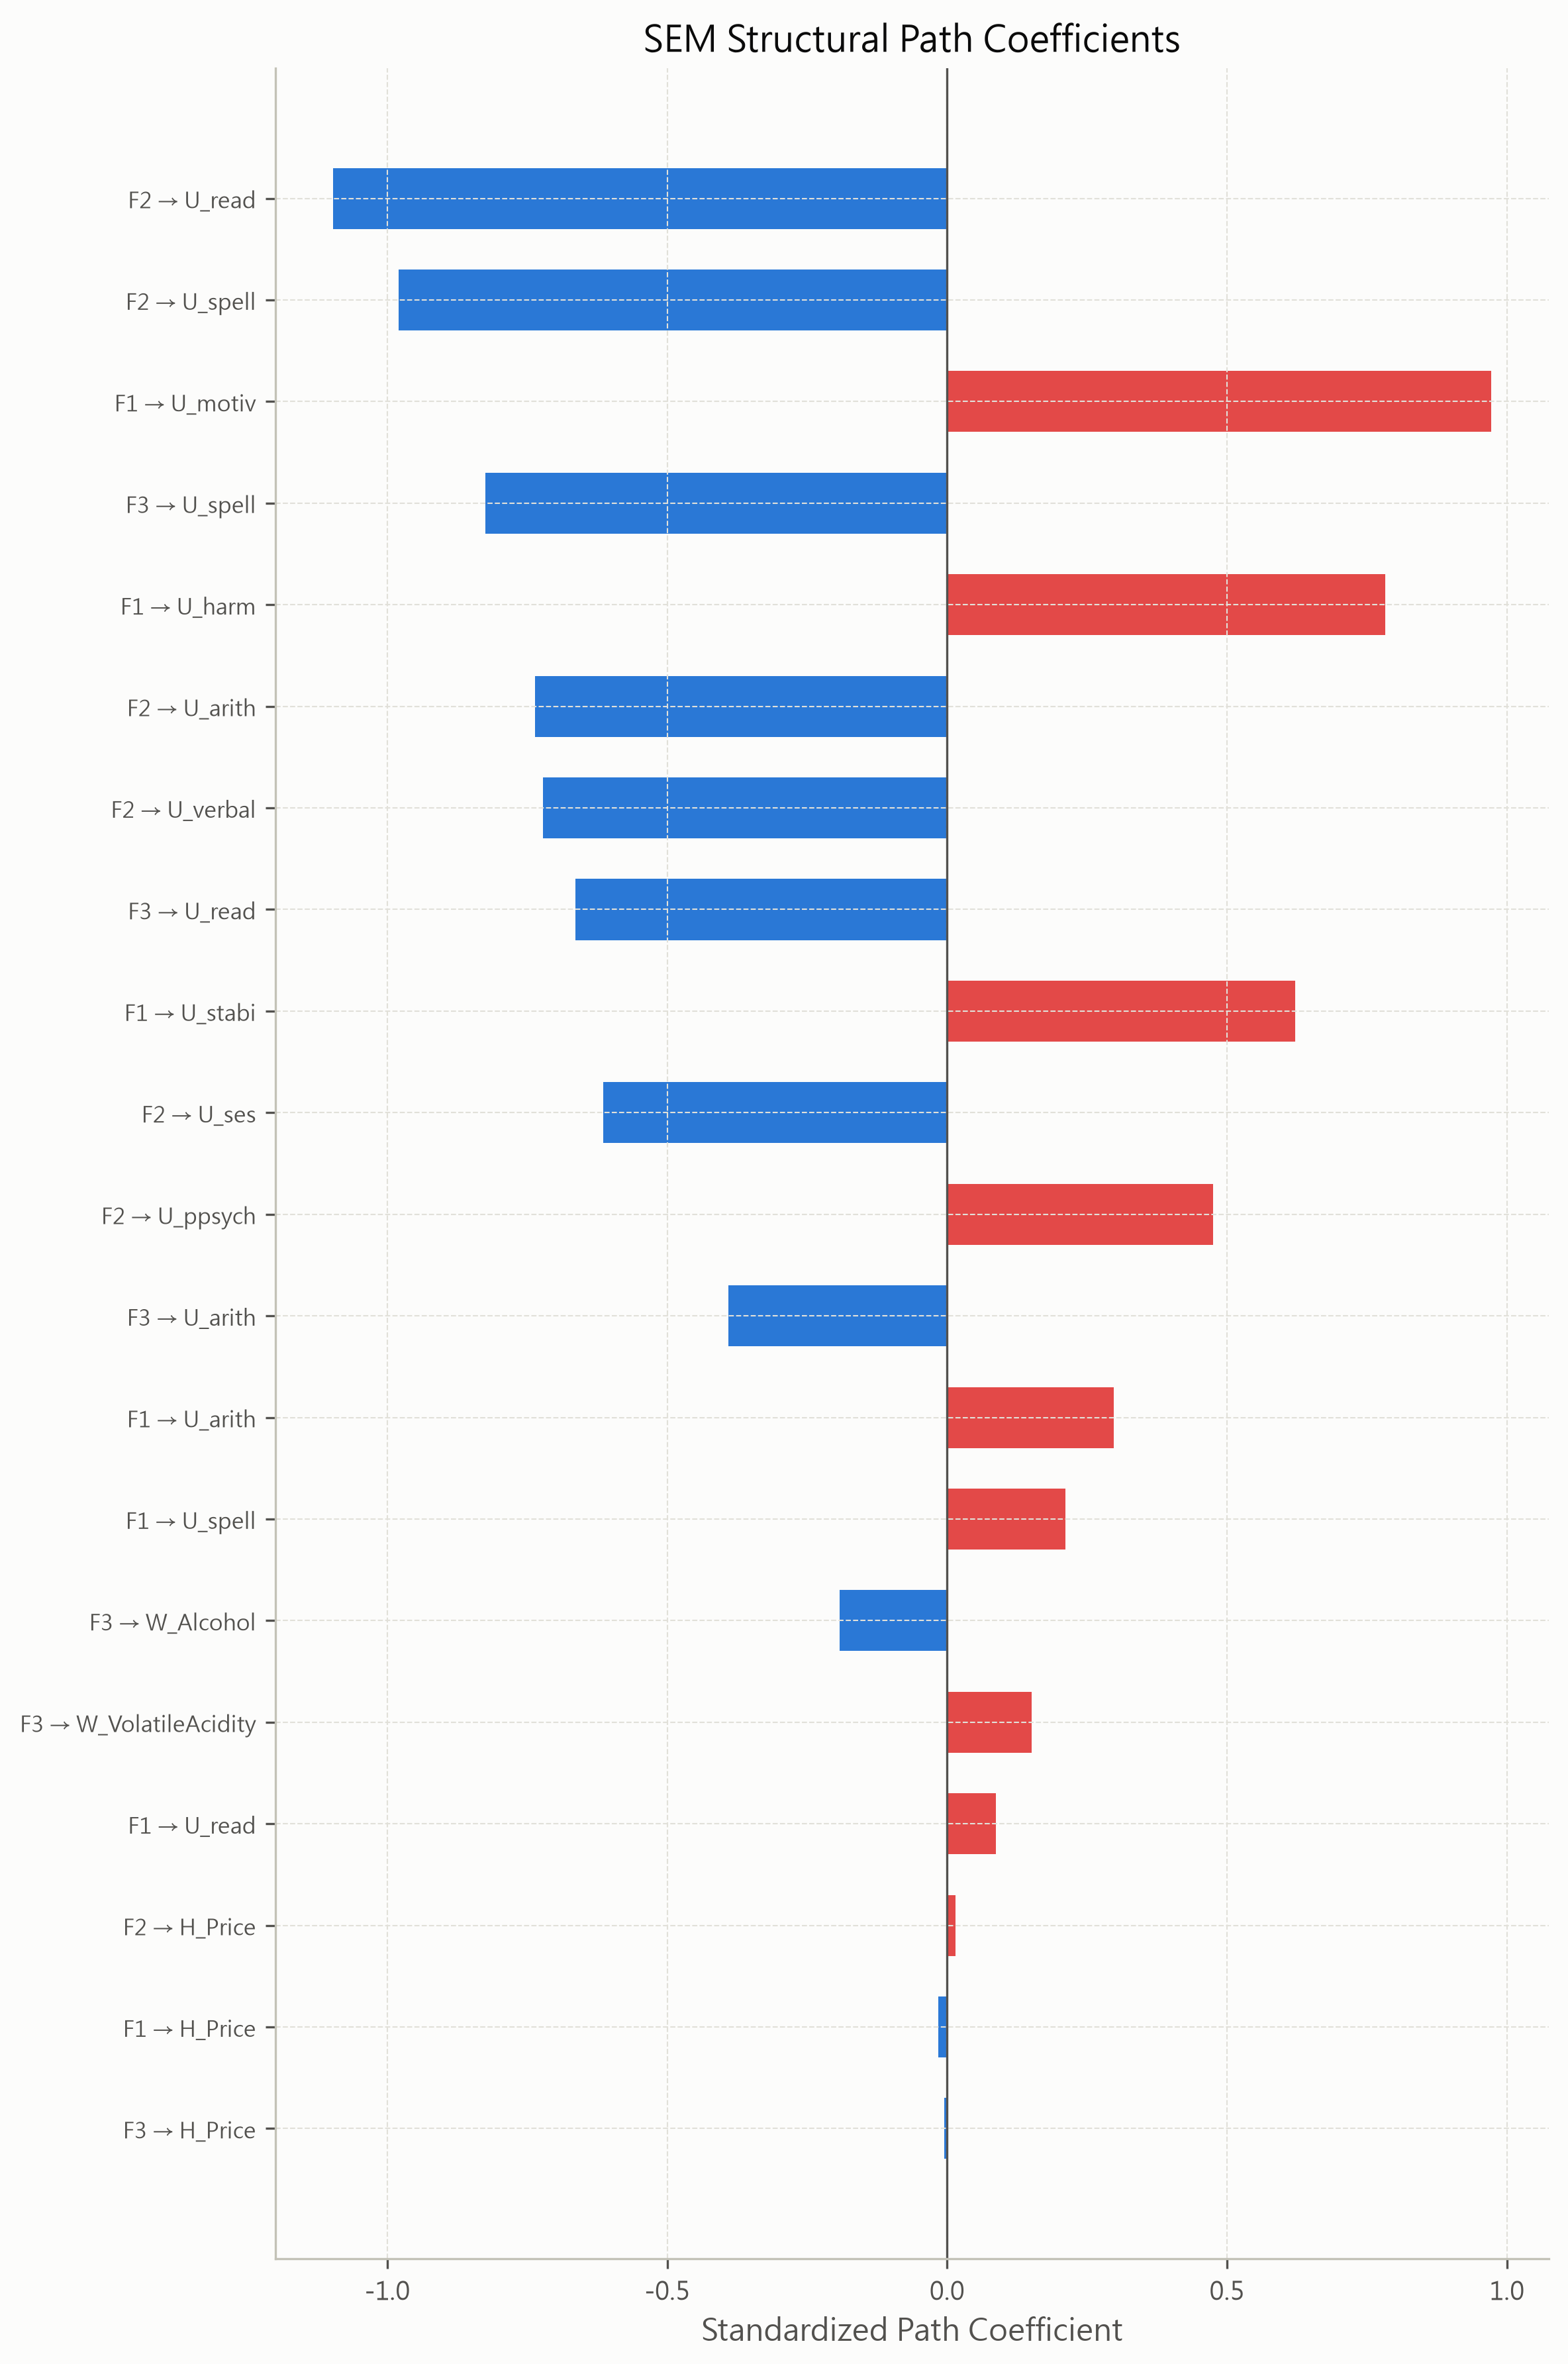 SEM Structural Path Coefficients
F2 → U_read
F2 → U_spell
F1 → U_motiv
F3 → U_spell
F1 → U_harm
F2 → U_arith
F2 → U_verbal
F3 → U_read
F1 → U_stabi
F2 → U_ses
F2 → U_ppsych
F3 → U_arith
F1 → U_arith
F1 → U_spell
F3 → W_Alcohol
F3 → W_VolatileAcidity
F1 → U_read
F2 → H_Price
F1 → H_Price
F3 → H_Price
-1.0 -0.5 0.0 0.5 1.0
Standardized Path Coefficient